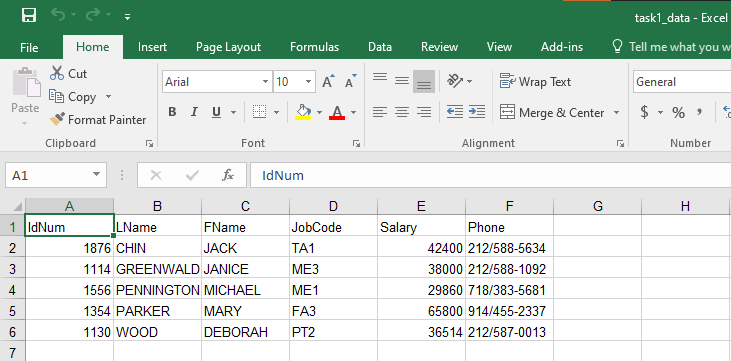 task1_data - Excel
File Home Insert Page Layout Formulas Data Review View Add-ins Tell me what you w
Paste
Cut
Copy
Format Painter
Clipboard
Arial 10 A A
B I U A
Font
Wrap Text
Merge & Center
Alignment
General
$ % ,
Number
A1 fx IdNum
A B C D E F G H
1 IdNum LName FName JobCode Salary Phone
2 1876 CHIN JACK TA1 42400 212/588-5634
3 1114 GREENWALD JANICE ME3 38000 212/588-1092
4 1556 PENNINGTON MICHAEL ME1 29860 718/383-5681
5 1354 PARKER MARY FA3 65800 914/455-2337
6 1130 WOOD DEBORAH PT2 36514 212/587-0013
7